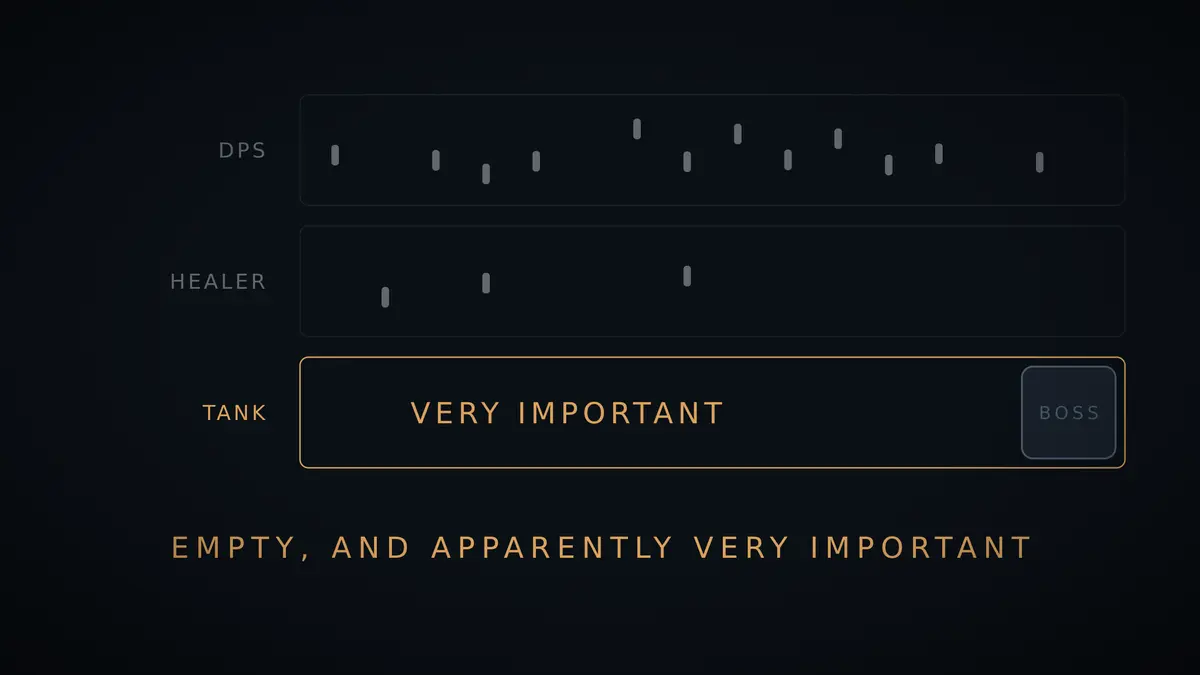 DPS
HEALER
TANK
VERY IMPORTANT
BOSS
EMPTY, AND APPARENTLY VERY IMPORTANT